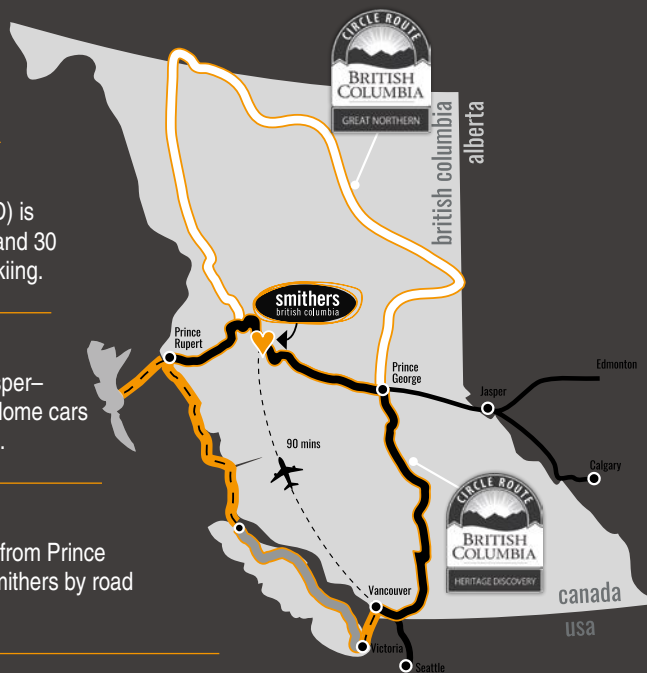 CIRCLE ROUTE
BRITISH
COLUMBIA
GREAT NORTHERN
british columbia
alberta
D) is
and 30
kiing.
smithers
british columbia
Prince
Rupert
Prince
George
Edmonton
Jasper
sper–
Dome cars
.
90 mins
Calgary
CIRCLE ROUTE
BRITISH
COLUMBIA
HERITAGE DISCOVERY
from Prince
mithers by road
Vancouver
canada
usa
Victoria
Seattle